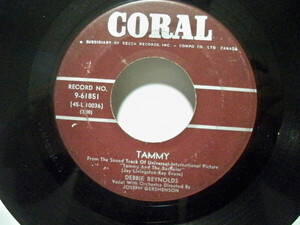 CORAL
A SUBSIDIARY OF DECCA RECORDS, INC. - COMPO CO. LTD. CANADA
RECORD NO.
9-61851
(45-L 10036)
TAMMY
From The Sound Track Of Universal-International Picture
"Tammy And The Bachelor"
(Jay Livingston-Ray Evans)
DEBBIE REYNOLDS
Vocal With Orchestra Directed By
JOSEPH GERSHENSON